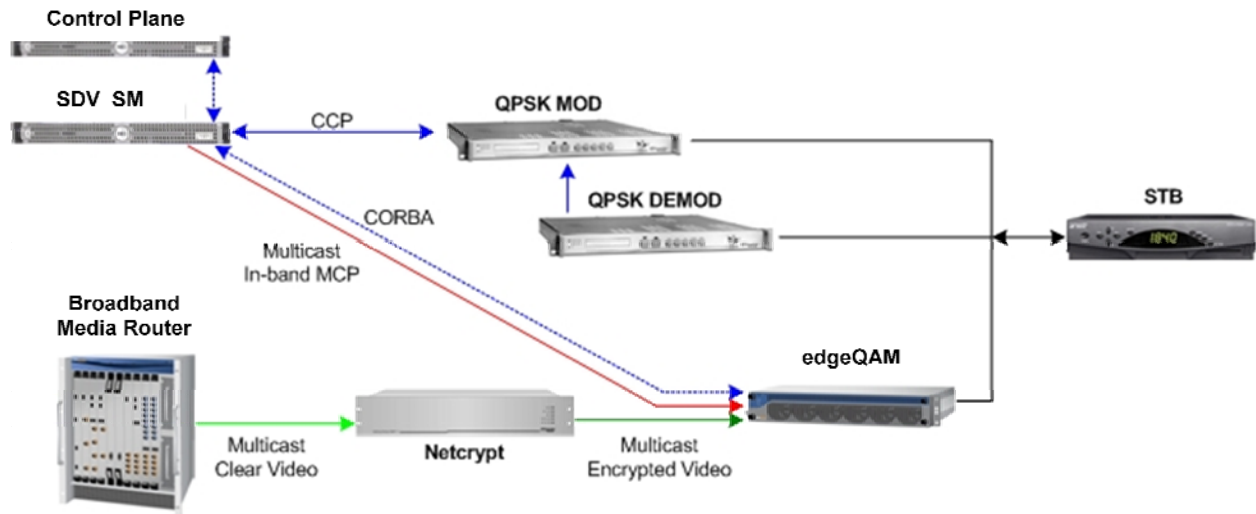 Control Plane
SDV SM
CCP
QPSK MOD
QPSK DEMOD
STB
CORBA
Multicast
In-band MCP
Broadband
Media Router
edgeQAM
Multicast
Clear Video
Netcrypt
Multicast
Encrypted Video